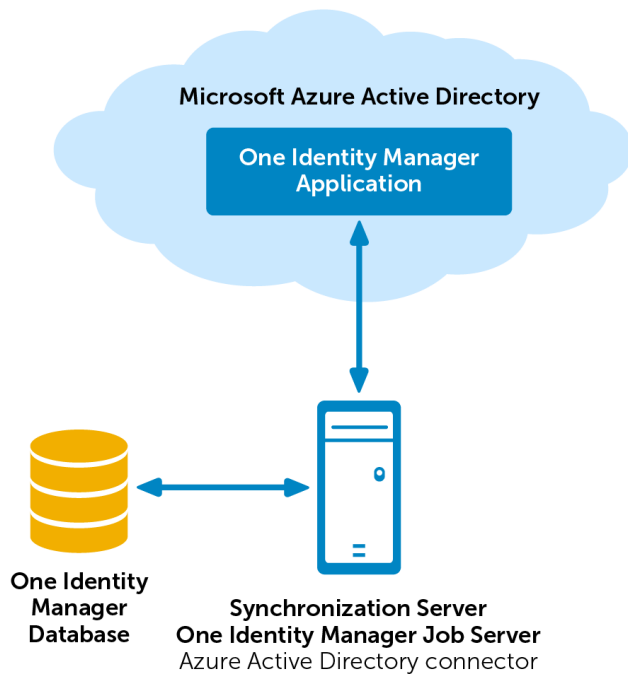 Microsoft Azure Active Directory
One Identity Manager
Application
One Identity
Manager
Database
Synchronization Server
One Identity Manager Job Server
Azure Active Directory connector